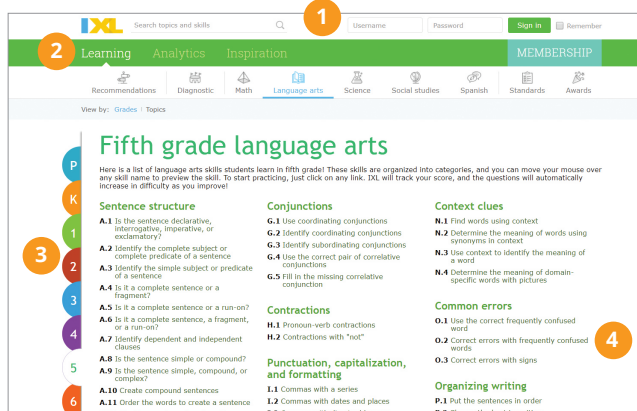 IXL Search topics and skills 1 Username Password Sign in Remember
2 Learning Analytics Inspiration MEMBERSHIP
Recommendations Diagnostic Math Language arts Science Social studies Spanish Standards Awards
View by: Grades | Topics
Fifth grade language arts
Here is a list of language arts skills students learn in fifth grade! These skills are organized into categories, and you can move your mouse over
any skill name to preview the skill. To start practicing, just click on any link. IXL will track your score, and the questions will automatically
increase in difficulty as you improve!
P
K
1
3
2
3
4
5
6
Sentence structure
A.1 Is the sentence declarative,
interrogative, imperative, or
exclamatory?
A.2 Identify the complete subject or
complete predicate of a sentence
A.3 Identify the simple subject or predicate
of a sentence
A.4 Is it a complete sentence or a
fragment?
A.5 Is it a complete sentence or a run-on?
A.6 Is it a complete sentence, a fragment,
or a run-on?
A.7 Identify dependent and independent
clauses
A.8 Is the sentence simple or compound?
A.9 Is the sentence simple, compound, or
complex?
A.10 Create compound sentences
A.11 Order the words to create a sentence
Conjunctions
G.1 Use coordinating conjunctions
G.2 Identify coordinating conjunctions
G.3 Identify subordinating conjunctions
G.4 Use the correct pair of correlative
conjunctions
G.5 Fill in the missing correlative
conjunction
Contractions
H.1 Pronoun-verb contractions
H.2 Contractions with "not"
Punctuation, capitalization,
and formatting
I.1 Commas with a series
I.2 Commas with dates and places
Context clues
N.1 Find words using context
N.2 Determine the meaning of words using
synonyms in context
N.3 Use context to identify the meaning of
a word
N.4 Determine the meaning of domain-
specific words with pictures
Common errors
O.1 Use the correct frequently confused
word
O.2 Correct errors with frequently confused
words
O.3 Correct errors with signs
4
Organizing writing
P.1 Put the sentences in order